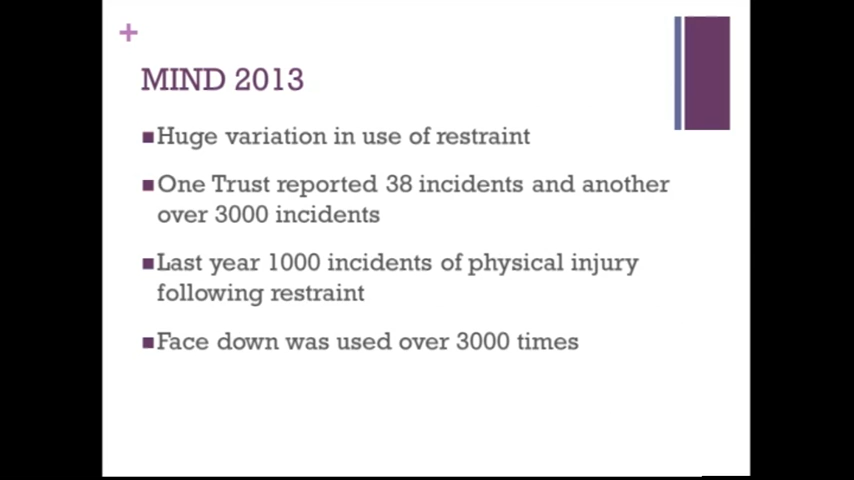 +
MIND 2013
■Huge variation in use of restraint
■One Trust reported 38 incidents and another
over 3000 incidents
■Last year 1000 incidents of physical injury
following restraint
■Face down was used over 3000 times